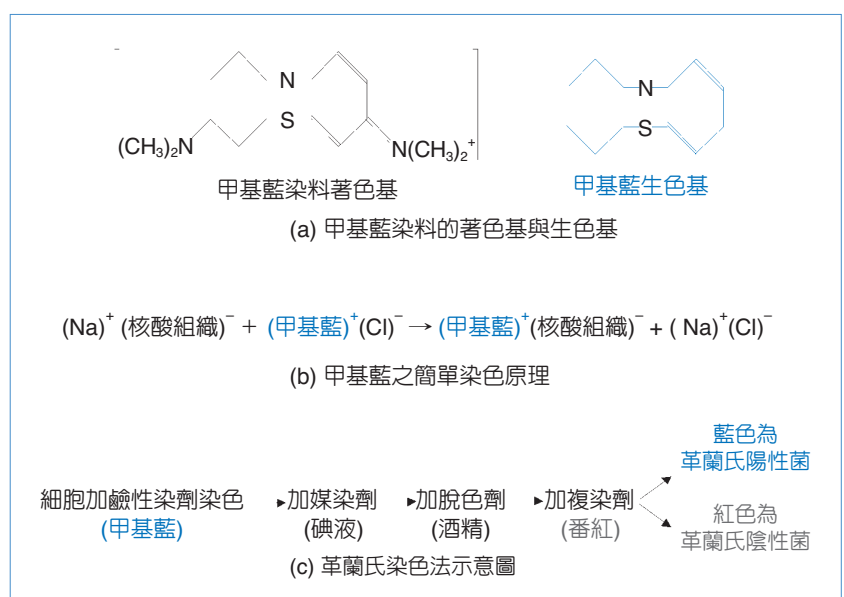 N
S
(CH₃)₂N
N(CH₃)₂⁺
甲基藍染料著色基
N
S
甲基藍生色基
(a) 甲基藍染料的著色基與生色基
(Na)⁺ (核酸組織)⁻ + (甲基藍)⁺(Cl)⁻ → (甲基藍)⁺(核酸組織)⁻ + ( Na)⁺(Cl)⁻
(b) 甲基藍之簡單染色原理
細胞加鹼性染劑染色
(甲基藍)
加媒染劑
(碘液)
加脫色劑
(酒精)
加複染劑
(番紅)
藍色為
革蘭氏陽性菌
紅色為
革蘭氏陰性菌
(c) 革蘭氏染色法示意圖